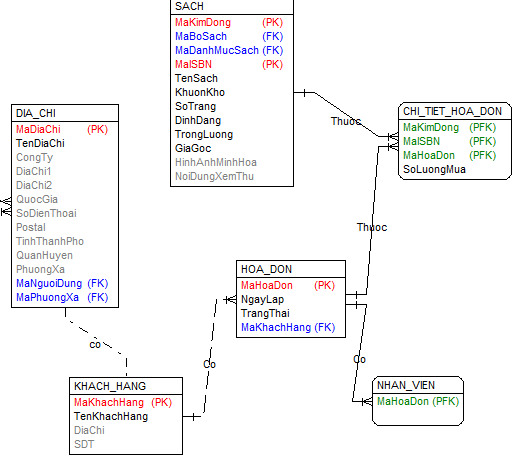 SACH
MaKimDong (PK)
MaBoSach (FK)
MaDanhMucSach (FK)
MaISBN (PK)
TenSach
KhuonKho
SoTrang
DinhDang
TrongLuong
GiaGoc
HinhAnhMinhHoa
NoiDungXemThu
Thuoc
CHI_TIET_HOA_DON
MaKimDong (PFK)
MaISBN (PFK)
MaHoaDon (PFK)
SoLuongMua
DIA_CHI
MaDiaChi (PK)
TenDiaChi
CongTy
DiaChi1
DiaChi2
QuocGia
SoDienThoai
Postal
TinhThanhPho
QuanHuyen
PhuongXa
MaNguoiDung (FK)
MaPhuongXa (FK)
Thuoc
HOA_DON
MaHoaDon (PK)
NgayLap
TrangThai
MaKhachHang (FK)
co
Co
Co
KHACH_HANG
MaKhachHang (PK)
TenKhachHang
DiaChi
SDT
NHAN_VIEN
MaHoaDon (PFK)